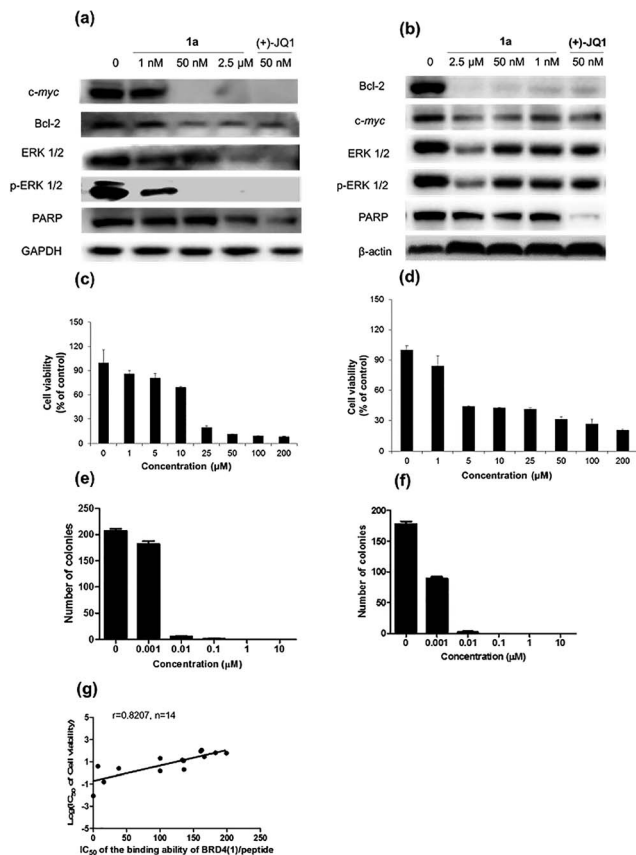 (a)
1a (+)-JQ1
0 1 nM 50 nM 2.5 µM 50 nM
c-myc
Bcl-2
ERK 1/2
p-ERK 1/2
PARP
GAPDH
(b)
1a (+)-JQ1
0 2.5 µM 50 nM 1 nM 50 nM
Bcl-2
c-myc
ERK 1/2
p-ERK 1/2
PARP
β-actin
(c)
Cell viability
(% of control)
150
120
90
60
30
0
0 1 5 10 25 50 100 200
Concentration (µM)
(d)
Cell viability
(% of control)
150
120
90
60
30
0
0 1 5 10 25 50 100 200
Concentration (µM)
(e)
Number of colonies
250
200
150
100
50
0
0 0.001 0.01 0.1 1 10
Concentration (µM)
(f)
Number of colonies
200
150
100
50
0
0 0.001 0.01 0.1 1 10
Concentration (µM)
(g)
r=0.8207, n=14
Log(IC50 of Cell viability)
5
3
1
-1
-3
-5
0 50 100 150 200 250
IC50 of the binding ability of BRD4(1)/peptide